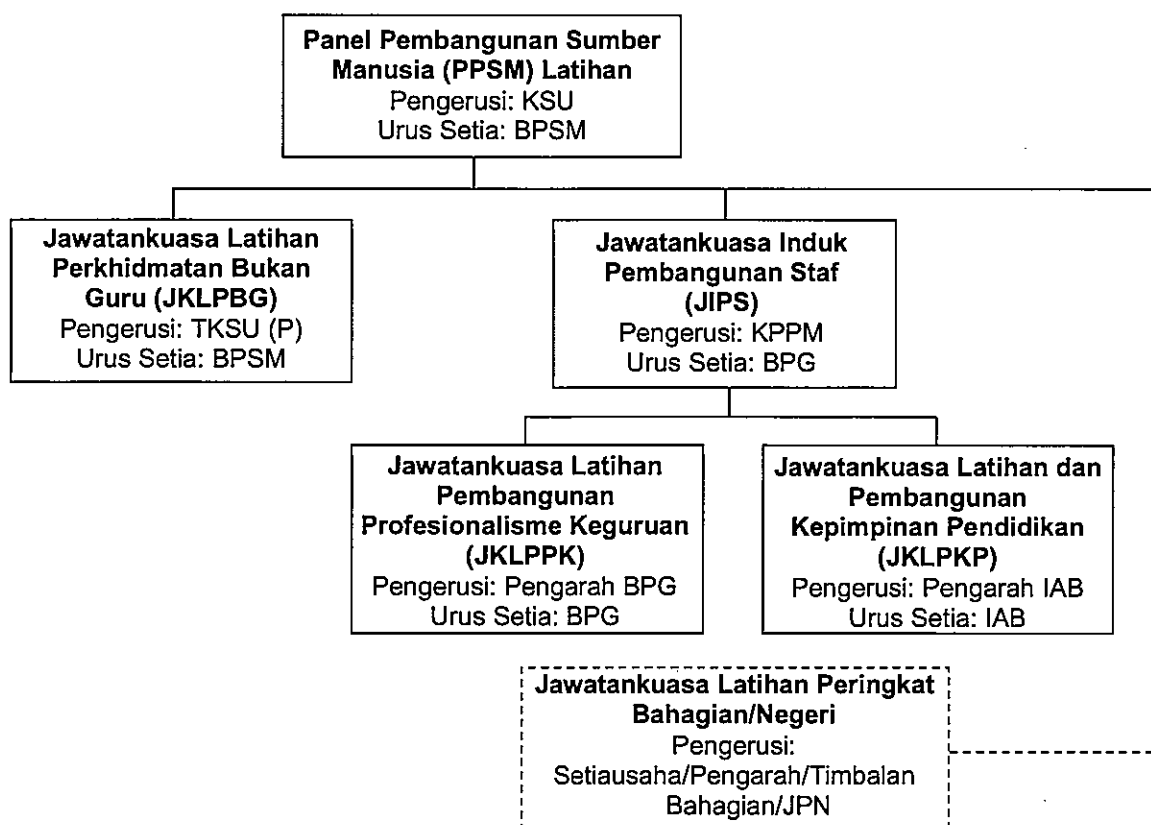 Panel Pembangunan Sumber
Manusia (PPSM) Latihan
Pengerusi: KSU
Urus Setia: BPSM
Jawatankuasa Latihan
Perkhidmatan Bukan
Guru (JKLPBG)
Pengerusi: TKSU (P)
Urus Setia: BPSM
Jawatankuasa Induk
Pembangunan Staf
(JIPS)
Pengerusi: KPPM
Urus Setia: BPG
Jawatankuasa Latihan
Pembangunan
Profesionalisme Keguruan
(JKLPPK)
Pengerusi: Pengarah BPG
Urus Setia: BPG
Jawatankuasa Latihan dan
Pembangunan
Kepimpinan Pendidikan
(JKLPKP)
Pengerusi: Pengarah IAB
Urus Setia: IAB
Jawatankuasa Latihan Peringkat
Bahagian/Negeri
Pengerusi:
Setiausaha/Pengarah/Timbalan
Bahagian/JPN